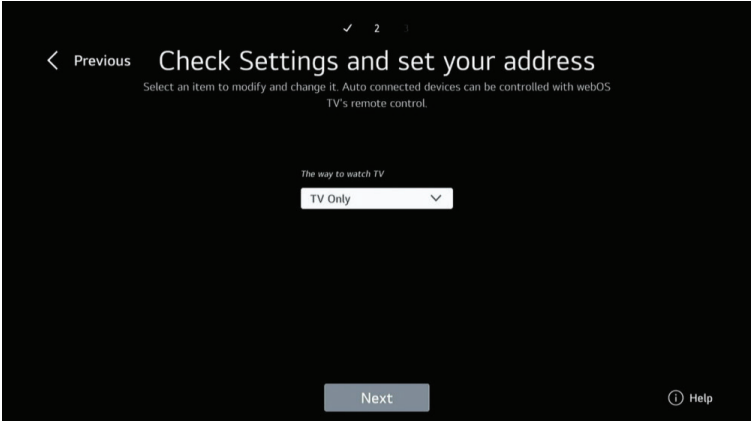 2 3
Previous
Check Settings and set your address
Select an item to modify and change it. Auto connected devices can be controlled with webOS
TV's remote control.
The way to watch TV
TV Only
Next
Help